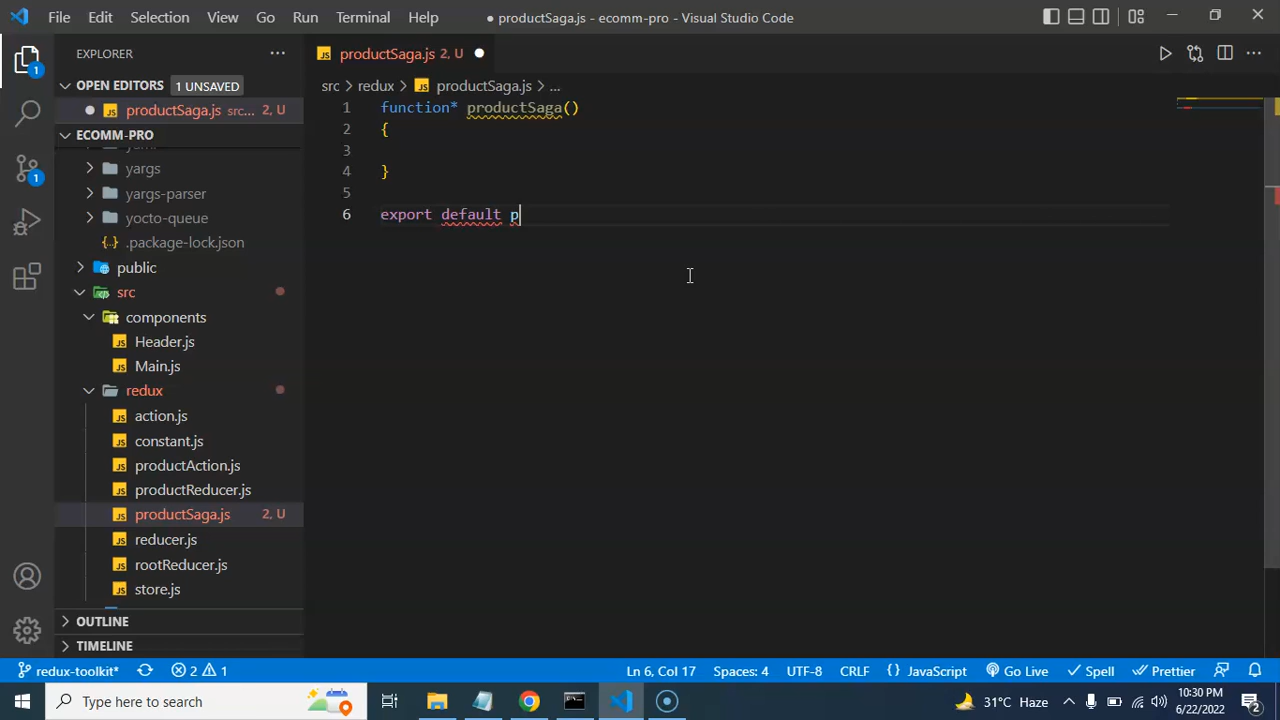 File Edit Selection View Go Run Terminal Help
● productSaga.js - ecomm-pro - Visual Studio Code
EXPLORER
productSaga.js 2, U
OPEN EDITORS 1 UNSAVED
src > redux > productSaga.js > ...
productSaga.js src... 2, U
ECOMM-PRO
yargs
yargs-parser
yocto-queue
.package-lock.json
public
src
components
Header.js
Main.js
redux
action.js
constant.js
productAction.js
productReducer.js
productSaga.js 2, U
reducer.js
rootReducer.js
store.js
OUTLINE
TIMELINE
1 function* productSaga()
2 {
3
4 }
5
6 export default p
redux-toolkit* 2 1 Ln 6, Col 17 Spaces: 4 UTF-8 CRLF { } JavaScript Go Live Spell Prettier
Type here to search
31°C Haze
10:30 PM
6/22/2022
2